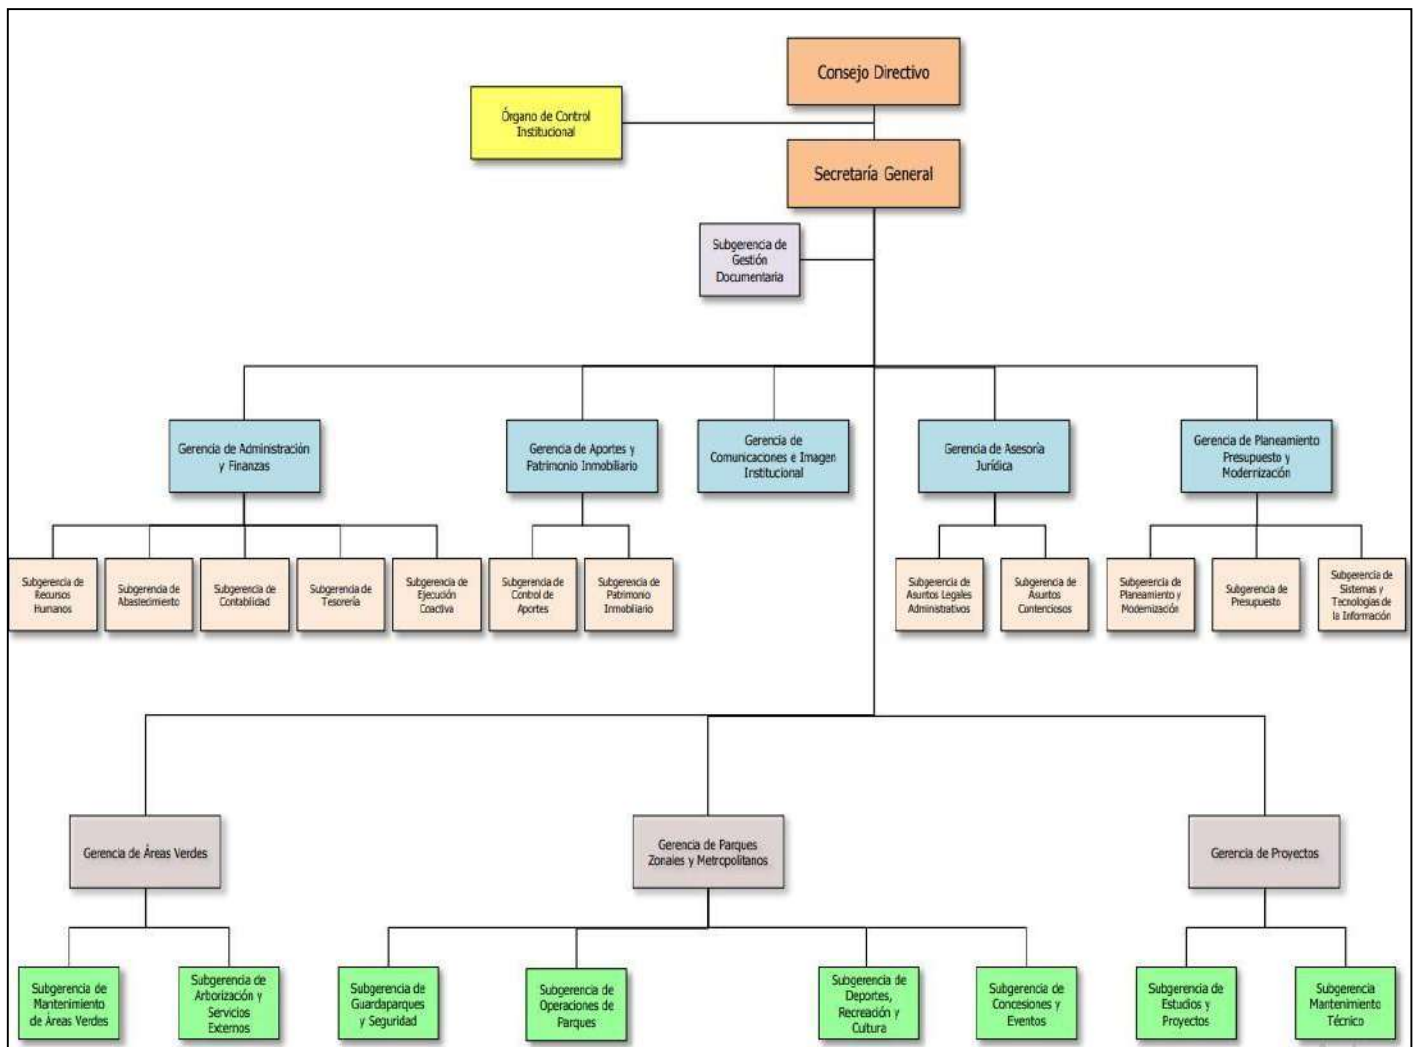 Consejo Directivo
Órgano de Control
Institucional
Secretaría General
Subgerencia de
Gestión
Documentaria
Gerencia de Administración
y Finanzas
Gerencia de Aportes y
Patrimonio Inmobiliario
Gerencia de
Comunicaciones e Imagen
Institucional
Gerencia de Asesoría
Jurídica
Gerencia de Planeamiento
Presupuesto y
Modernización
Subgerencia de
Recursos
Humanos
Subgerencia de
Abastecimiento
Subgerencia de
Contabilidad
Subgerencia de
Tesorería
Subgerencia de
Ejecución
Coactiva
Subgerencia de
Control de
Aportes
Subgerencia de
Patrimonio
Inmobiliario
Subgerencia de
Asuntos Legales
Administrativos
Subgerencia de
Asuntos
Contenciosos
Subgerencia de
Planeamiento y
Modernización
Subgerencia de
Presupuesto
Subgerencia de
Sistemas y
Tecnologías de
la Información
Gerencia de Áreas Verdes
Gerencia de Parques
Zonales y Metropolitanos
Gerencia de Proyectos
Subgerencia de
Mantenimiento
de Áreas Verdes
Subgerencia de
Arborización y
Servicios
Externos
Subgerencia de
Guardaparques
y Seguridad
Subgerencia de
Operaciones de
Parques
Subgerencia de
Deportes,
Recreación y
Cultura
Subgerencia de
Concesiones y
Eventos
Subgerencia de
Estudios y
Proyectos
Subgerencia
Mantenimiento
Técnico